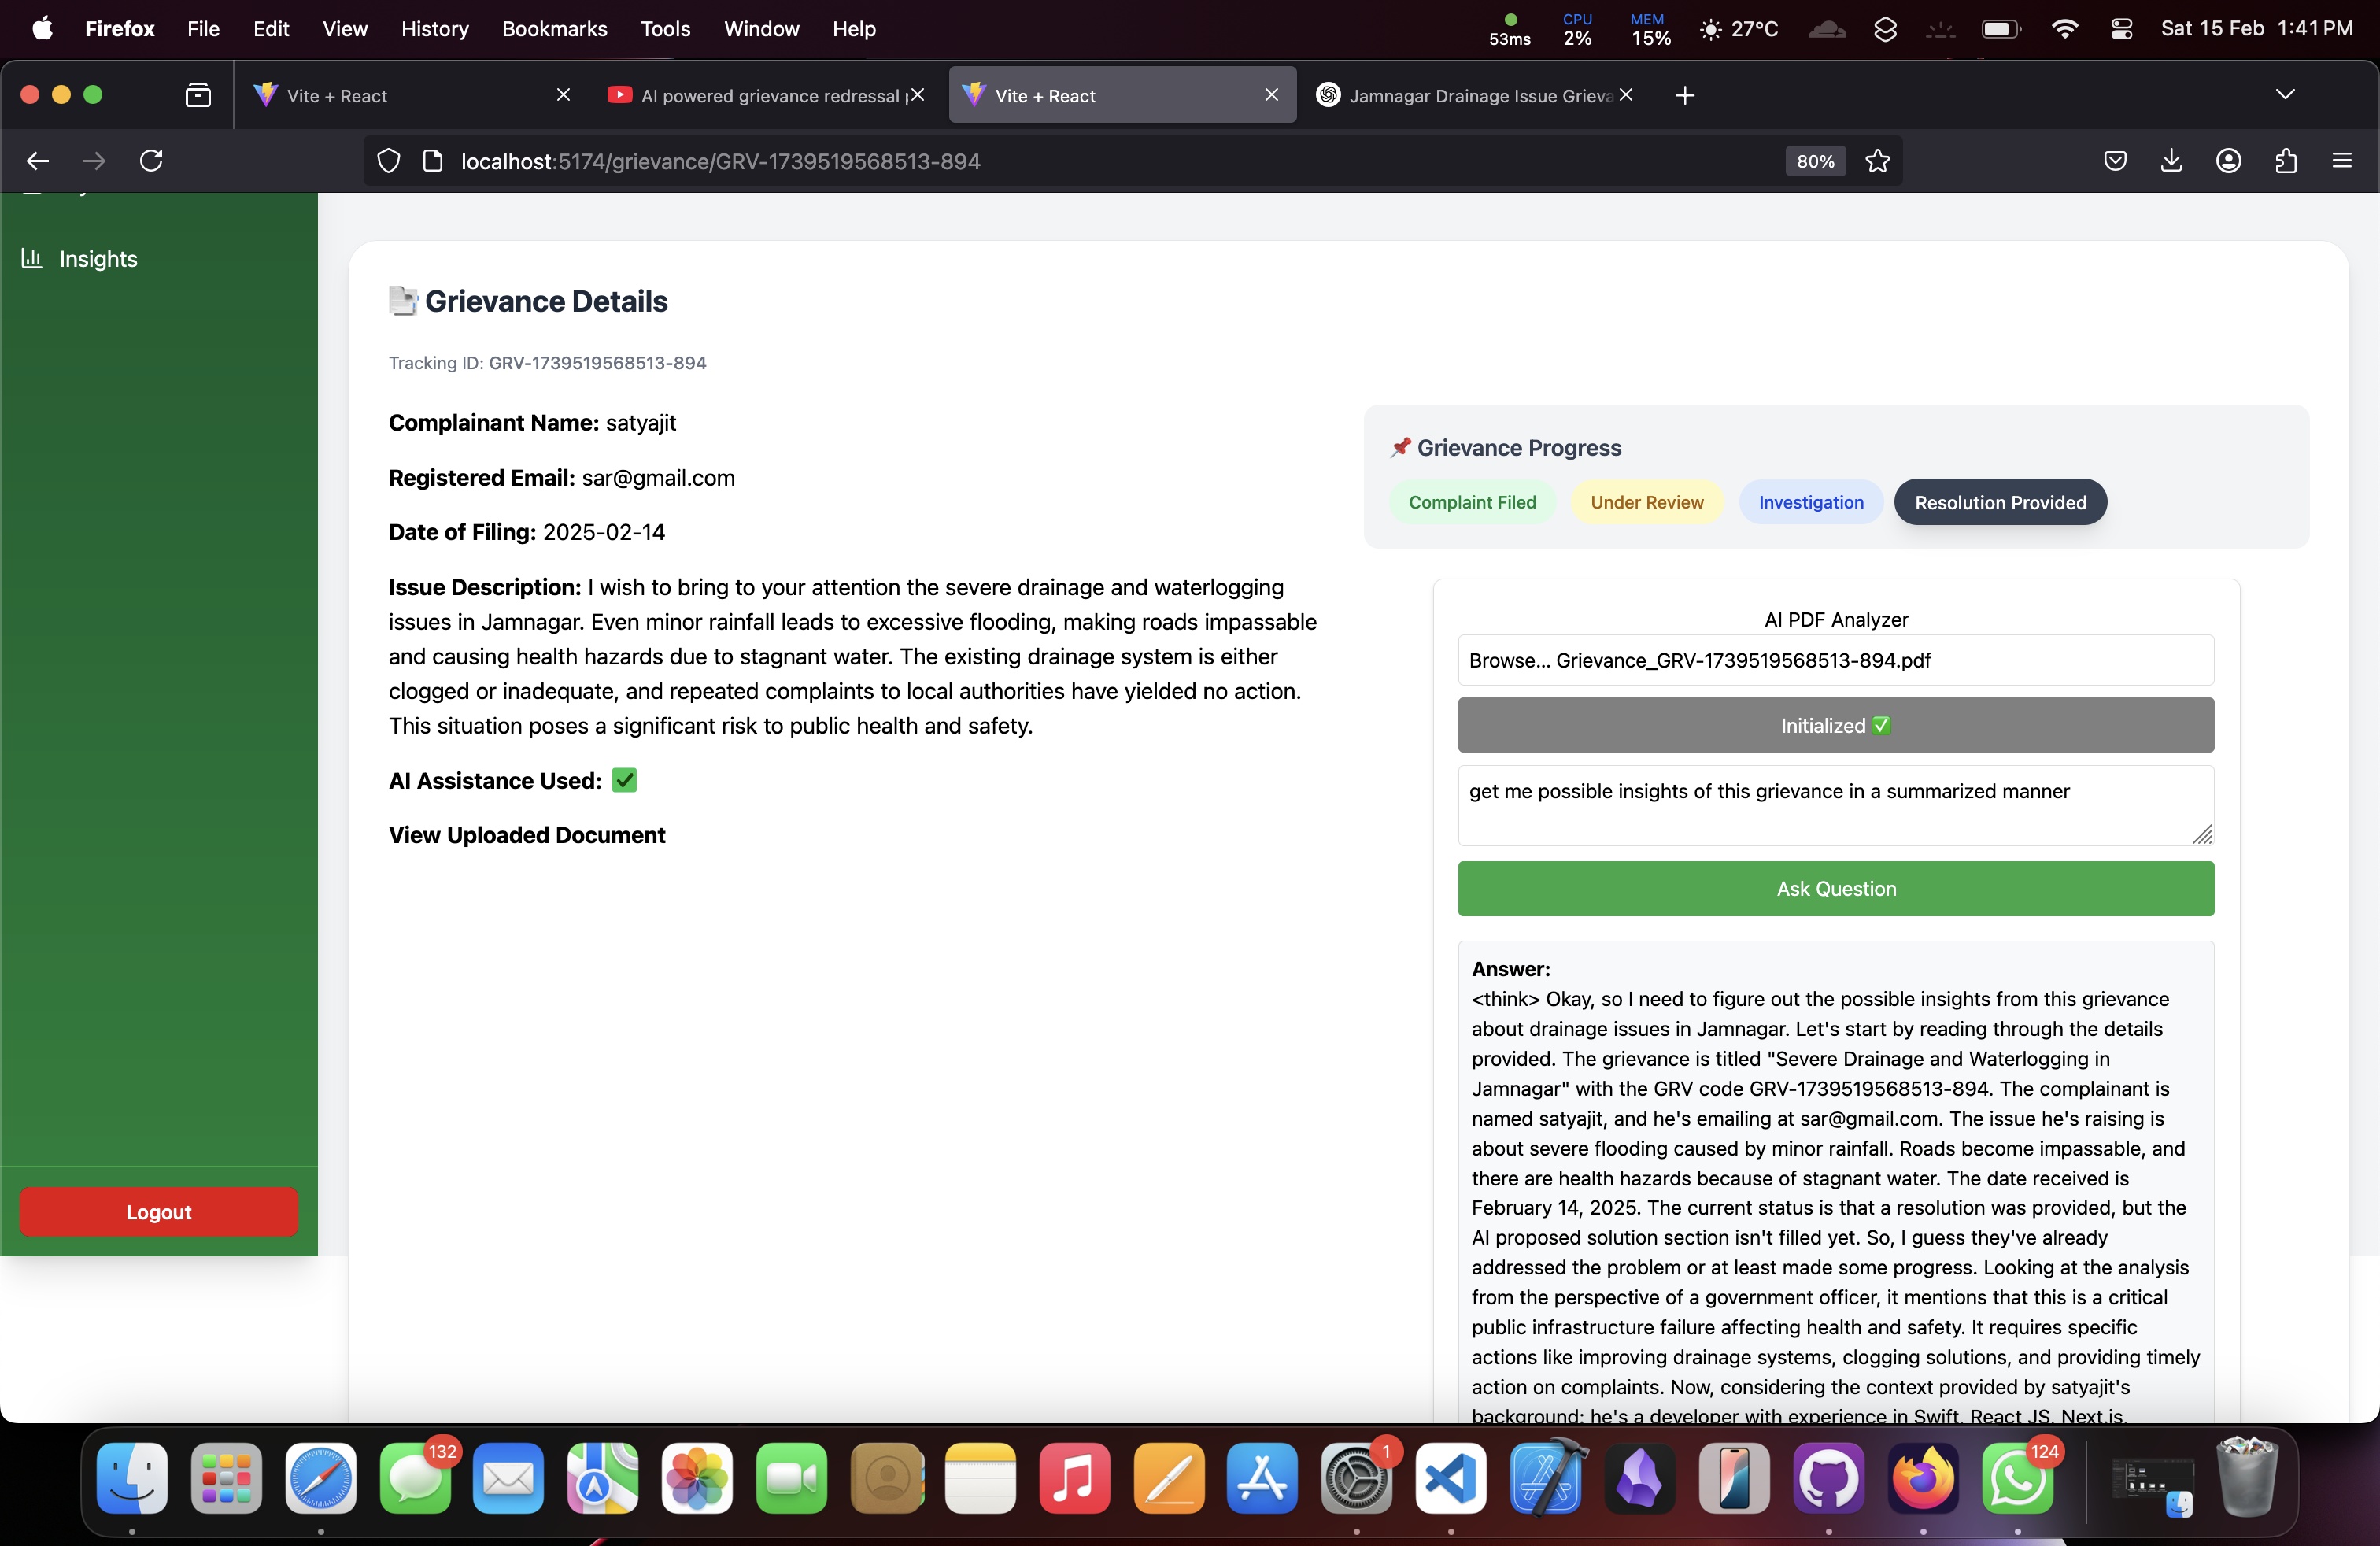 Firefox File Edit View History Bookmarks Tools Window Help
53ms CPU 2% MEM 15% 27°C Sat 15 Feb 1:41 PM
Vite + React
AI powered grievance redressal
Vite + React
Jamnagar Drainage Issue Grieva
localhost:5174/grievance/GRV-1739519568513-894
80%
Insights
Logout
Grievance Details
Tracking ID: GRV-1739519568513-894
Complainant Name: satyajit
Registered Email: sar@gmail.com
Date of Filing: 2025-02-14
Issue Description: I wish to bring to your attention the severe drainage and waterlogging
issues in Jamnagar. Even minor rainfall leads to excessive flooding, making roads impassable
and causing health hazards due to stagnant water. The existing drainage system is either
clogged or inadequate, and repeated complaints to local authorities have yielded no action.
This situation poses a significant risk to public health and safety.
AI Assistance Used: ✅
View Uploaded Document
📌 Grievance Progress
Complaint Filed Under Review Investigation Resolution Provided
AI PDF Analyzer
Browse... Grievance_GRV-1739519568513-894.pdf
Initialized ✅
get me possible insights of this grievance in a summarized manner
Ask Question
Answer:
<think> Okay, so I need to figure out the possible insights from this grievance
about drainage issues in Jamnagar. Let's start by reading through the details
provided. The grievance is titled "Severe Drainage and Waterlogging in
Jamnagar" with the GRV code GRV-1739519568513-894. The complainant is
named satyajit, and he's emailing at sar@gmail.com. The issue he's raising is
about severe flooding caused by minor rainfall. Roads become impassable, and
there are health hazards because of stagnant water. The date received is
February 14, 2025. The current status is that a resolution was provided, but the
AI proposed solution section isn't filled yet. So, I guess they've already
addressed the problem or at least made some progress. Looking at the analysis
from the perspective of a government officer, it mentions that this is a critical
public infrastructure failure affecting health and safety. It requires specific
actions like improving drainage systems, clogging solutions, and providing timely
action on complaints. Now, considering the context provided by satyajit's
background: he's a developer with experience in Swift, React JS, Next.js,
132
1
124